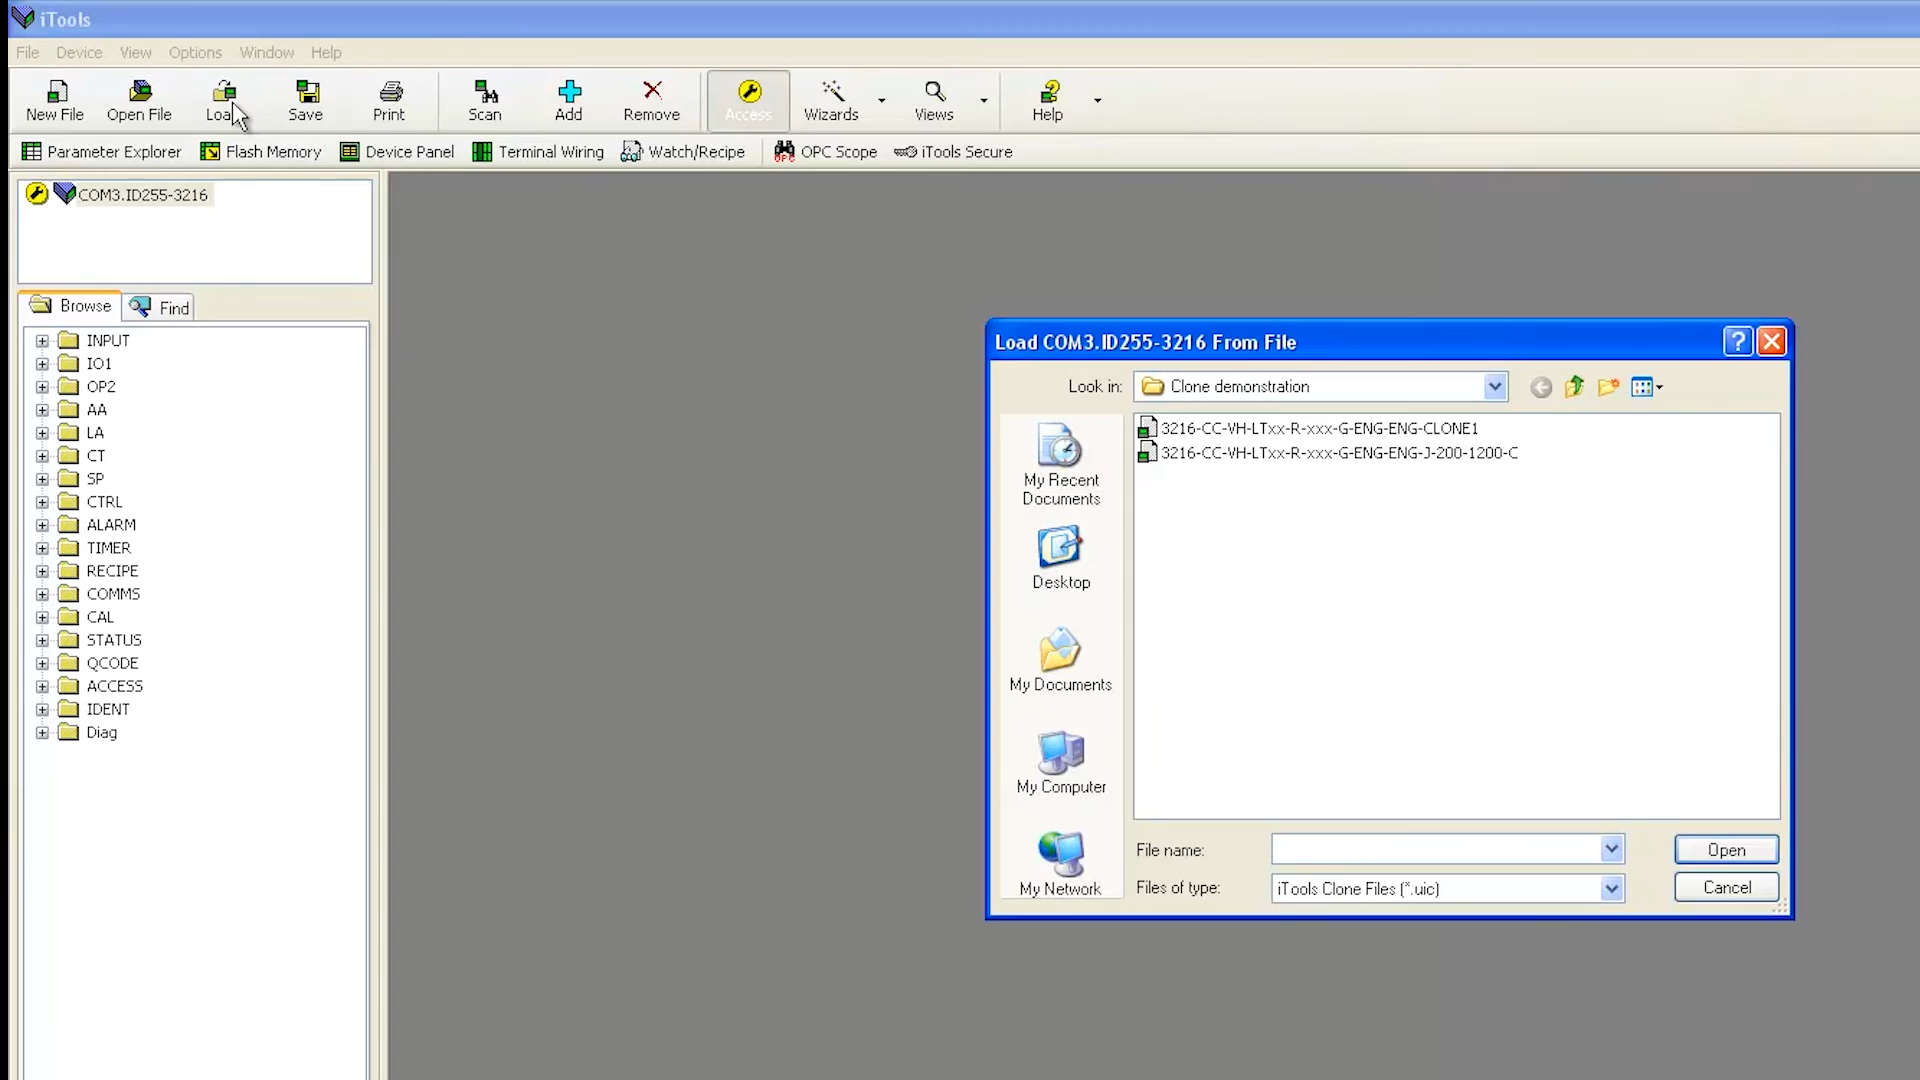 iTools
File Device View Options Window Help
New File Open File Load Save Print Scan Add Remove Access Wizards Views Help
Parameter Explorer Flash Memory Device Panel Terminal Wiring Watch/Recipe OPC OPC Scope iTools Secure
COM3.ID255-3216
Browse Find
INPUT
IO1
OP2
AA
LA
CT
SP
CTRL
ALARM
TIMER
RECIPE
COMMS
CAL
STATUS
QCODE
ACCESS
IDENT
Diag
Load COM3.ID255-3216 From File
Look in: Clone demonstration
3216-CC-VH-LTxx-R-xxx-G-ENG-ENG-CLONE1
3216-CC-VH-LTxx-R-xxx-G-ENG-ENG-J-200-1200-C
My Recent
Documents
Desktop
My Documents
My Computer
My Network
File name:
Open
Files of type: iTools Clone Files (*.uic)
Cancel